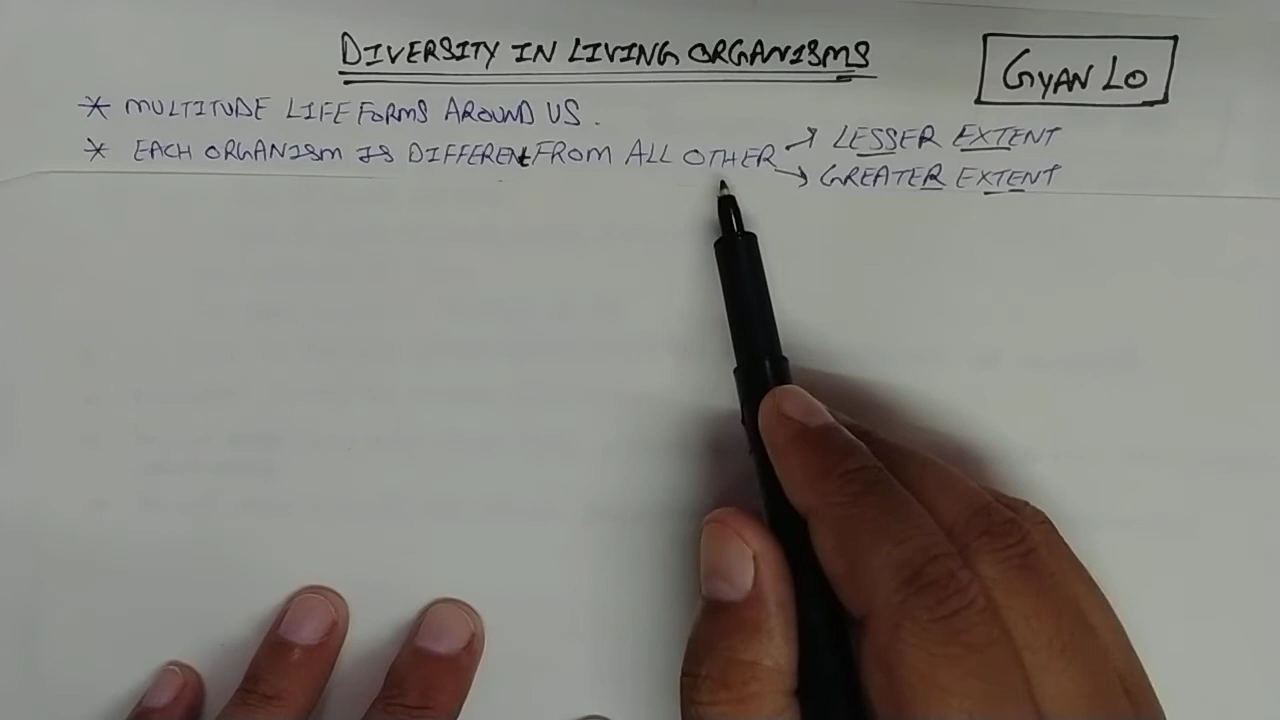 DIVERSITY IN LIVING ORGANISMS
GYAN LO
* MULTITUDE LIFE FORMS AROUND US.
* EACH ORGANISM IS DIFFERENt FROM ALL OTHER → LESSER EXTENT
→ GREATER EXTENT